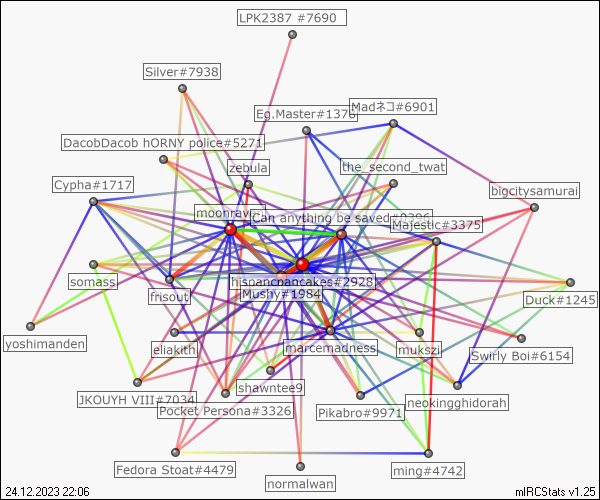 LPK2387 #7690
Silver#7938
Eg.Master#1378
Madネコ#6901
DacobDacob hORNY police#5271
zebula
the_second_twat
Cypha#1717
bigcitysamurai
moonravin
Can anything be saved#0396
Majestic#3375
somass
hispancpancakes#2928
frisout
Mushy#1984
Duck#1245
yoshimanden
eliakith
marcemadness
mukszi
Swirly Boi#6154
shawntee9
JKOUYH VIII#7034
Pocket Persona#3326
Pikabro#9971
neokingghidorah
Fedora Stoat#4479
normalwan
ming#4742
24.12.2023 22:06
mIRCStats v1.25